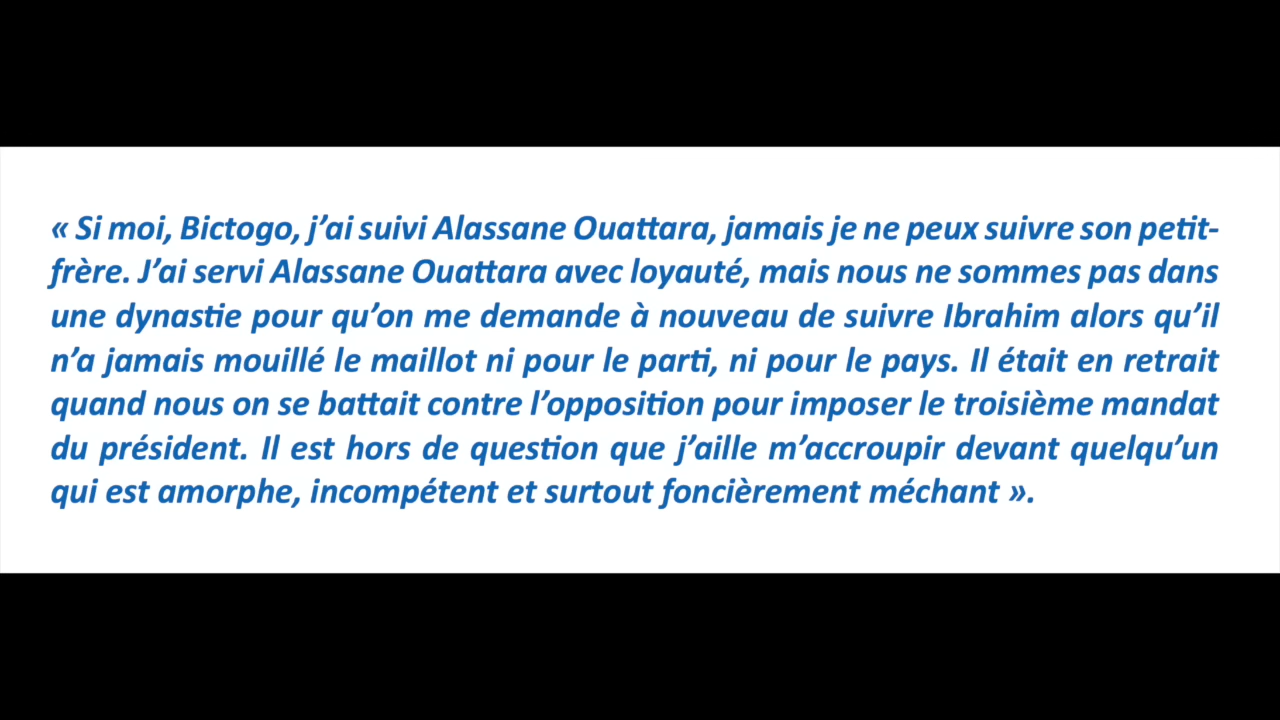 « Si moi, Bictogo, j’ai suivi Alassane Ouattara, jamais je ne peux suivre son petit-
frère. J’ai servi Alassane Ouattara avec loyauté, mais nous ne sommes pas dans
une dynastie pour qu’on me demande à nouveau de suivre Ibrahim alors qu’il
n’a jamais mouillé le maillot ni pour le parti, ni pour le pays. Il était en retrait
quand nous on se battait contre l’opposition pour imposer le troisième mandat
du président. Il est hors de question que j’aille m’accroupir devant quelqu’un
qui est amorphe, incompétent et surtout foncièrement méchant ».